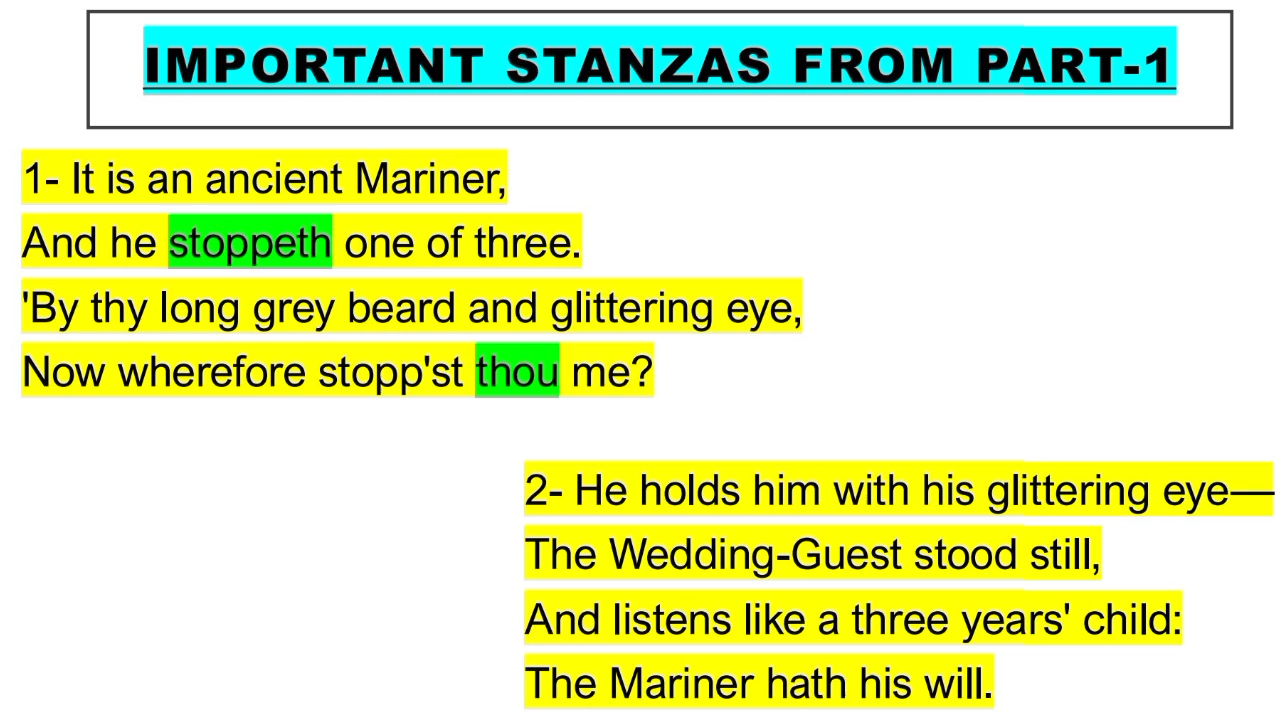 IMPORTANT STANZAS FROM PART-1
1- It is an ancient Mariner,
And he stoppeth one of three.
'By thy long grey beard and glittering eye,
Now wherefore stopp'st thou me?
2- He holds him with his glittering eye—
The Wedding-Guest stood still,
And listens like a three years' child:
The Mariner hath his will.